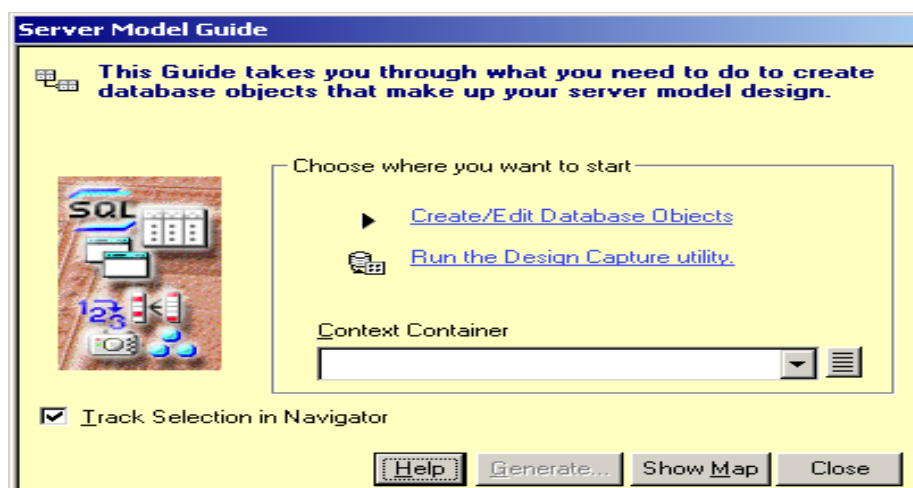 Server Model Guide
This Guide takes you through what you need to do to create
database objects that make up your server model design.
Choose where you want to start
SQL
Create/Edit Database Objects
Run the Design Capture utility.
123
Context Container
Track Selection in Navigator
Help Generate... Show Map Close